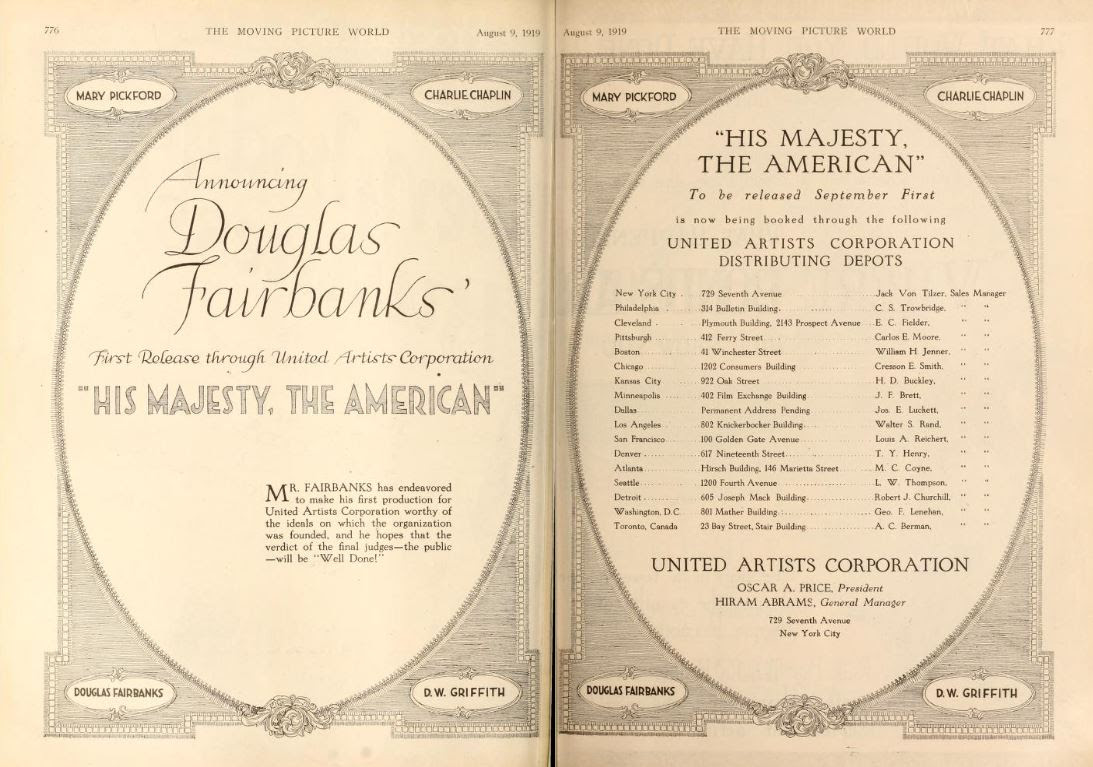 776
THE MOVING PICTURE WORLD
August 9, 1919
MARY PICKFORD
CHARLIE CHAPLIN
Announcing
Douglas
Fairbanks'
First Release through United Artists Corporation
"HIS MAJESTY, THE AMERICAN"
MR. FAIRBANKS has endeavored
to make his first production for
United Artists Corporation worthy of
the ideals on which the organization
was founded, and he hopes that the
verdict of the final judges—the public
—will be "Well Done!"
DOUGLAS FAIRBANKS
D.W. GRIFFITH
August 9, 1919
THE MOVING PICTURE WORLD
777
MARY PICKFORD
CHARLIE CHAPLIN
"HIS MAJESTY,
THE AMERICAN"
To be released September First
is now being booked through the following
UNITED ARTISTS CORPORATION
DISTRIBUTING DEPOTS
New York City . 729 Seventh Avenue ........ Jack Von Tilzer, Sales Manager
Philadelphia . 314 Bulletin Building. ........ C. S. Trowbridge, " "
Cleveland . . Plymouth Building, 2143 Prospect Avenue .. E. C. Fielder, " "
Pittsburgh ..... 412 Ferry Street ........ Carlos E. Moore, " "
Boston ........ 41 Winchester Street ........ William H. Jenner, " "
Chicago ........ 1202 Consumers Building ........ Cresson E. Smith, " "
Kansas City .... 922 Oak Street ........ H. D. Buckley, " "
Minneapolis .... 402 Film Exchange Building ........ J. F. Brett, " "
Dallas ........ Permanent Address Pending ........ Jos. E. Luckett, " "
Los Angeles .... 802 Knickerbocker Building ........ Walter S. Rand, " "
San Francisco .... 100 Golden Gate Avenue ........ Louis A. Reichert, " "
Denver ........ 617 Nineteenth Street ........ T. Y. Henry, " "
Atlanta ........ Hirsch Building, 146 Marietta Street ........ M. C. Coyne, " "
Seattle ........ 1200 Fourth Avenue ........ L. W. Thompson, " "
Detroit ........ 605 Joseph Mack Building ........ Robert J. Churchill, " "
Washington, D.C. 801 Mather Building ........ Geo. F. Lenehan, " "
Toronto, Canada 23 Bay Street, Stair Building ........ A. C. Berman, " "
UNITED ARTISTS CORPORATION
OSCAR A. PRICE, President
HIRAM ABRAMS, General Manager
729 Seventh Avenue
New York City
DOUGLAS FAIRBANKS
D.W. GRIFFITH